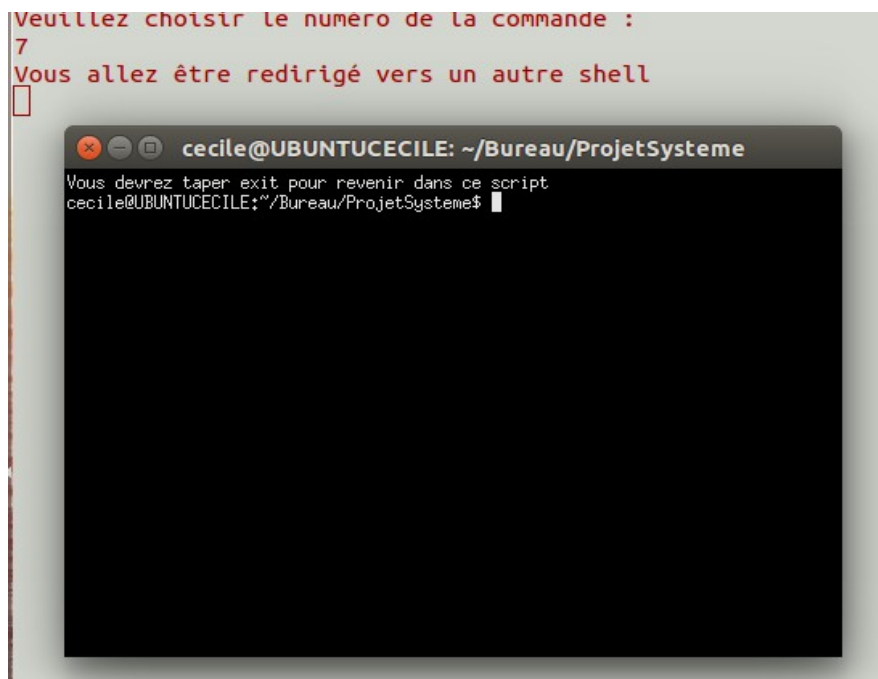 Veuillez choisir le numéro de la commande :
7
Vous allez être redirigé vers un autre shell
cecile@UBUNTUCECILE: ~/Bureau/ProjetSysteme
Vous devrez taper exit pour revenir dans ce script
cecile@UBUNTUCECILE:~/Bureau/ProjetSysteme$